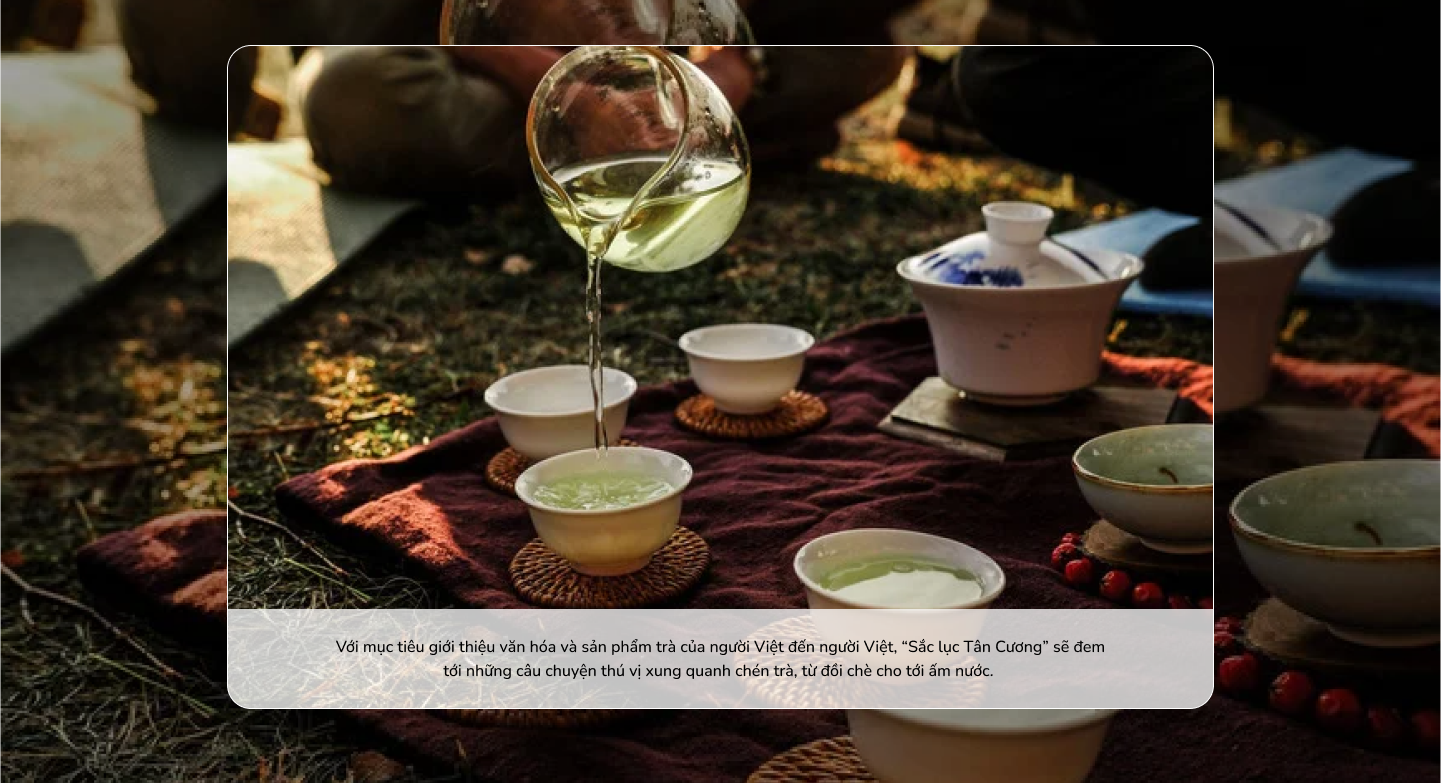 Với mục tiêu giới thiệu văn hóa và sản phẩm trà của người Việt đến người Việt, “Sắc lục Tân Cương” sẽ đem
tới những câu chuyện thú vị xung quanh chén trà, từ đồi chè cho tới ấm nước.